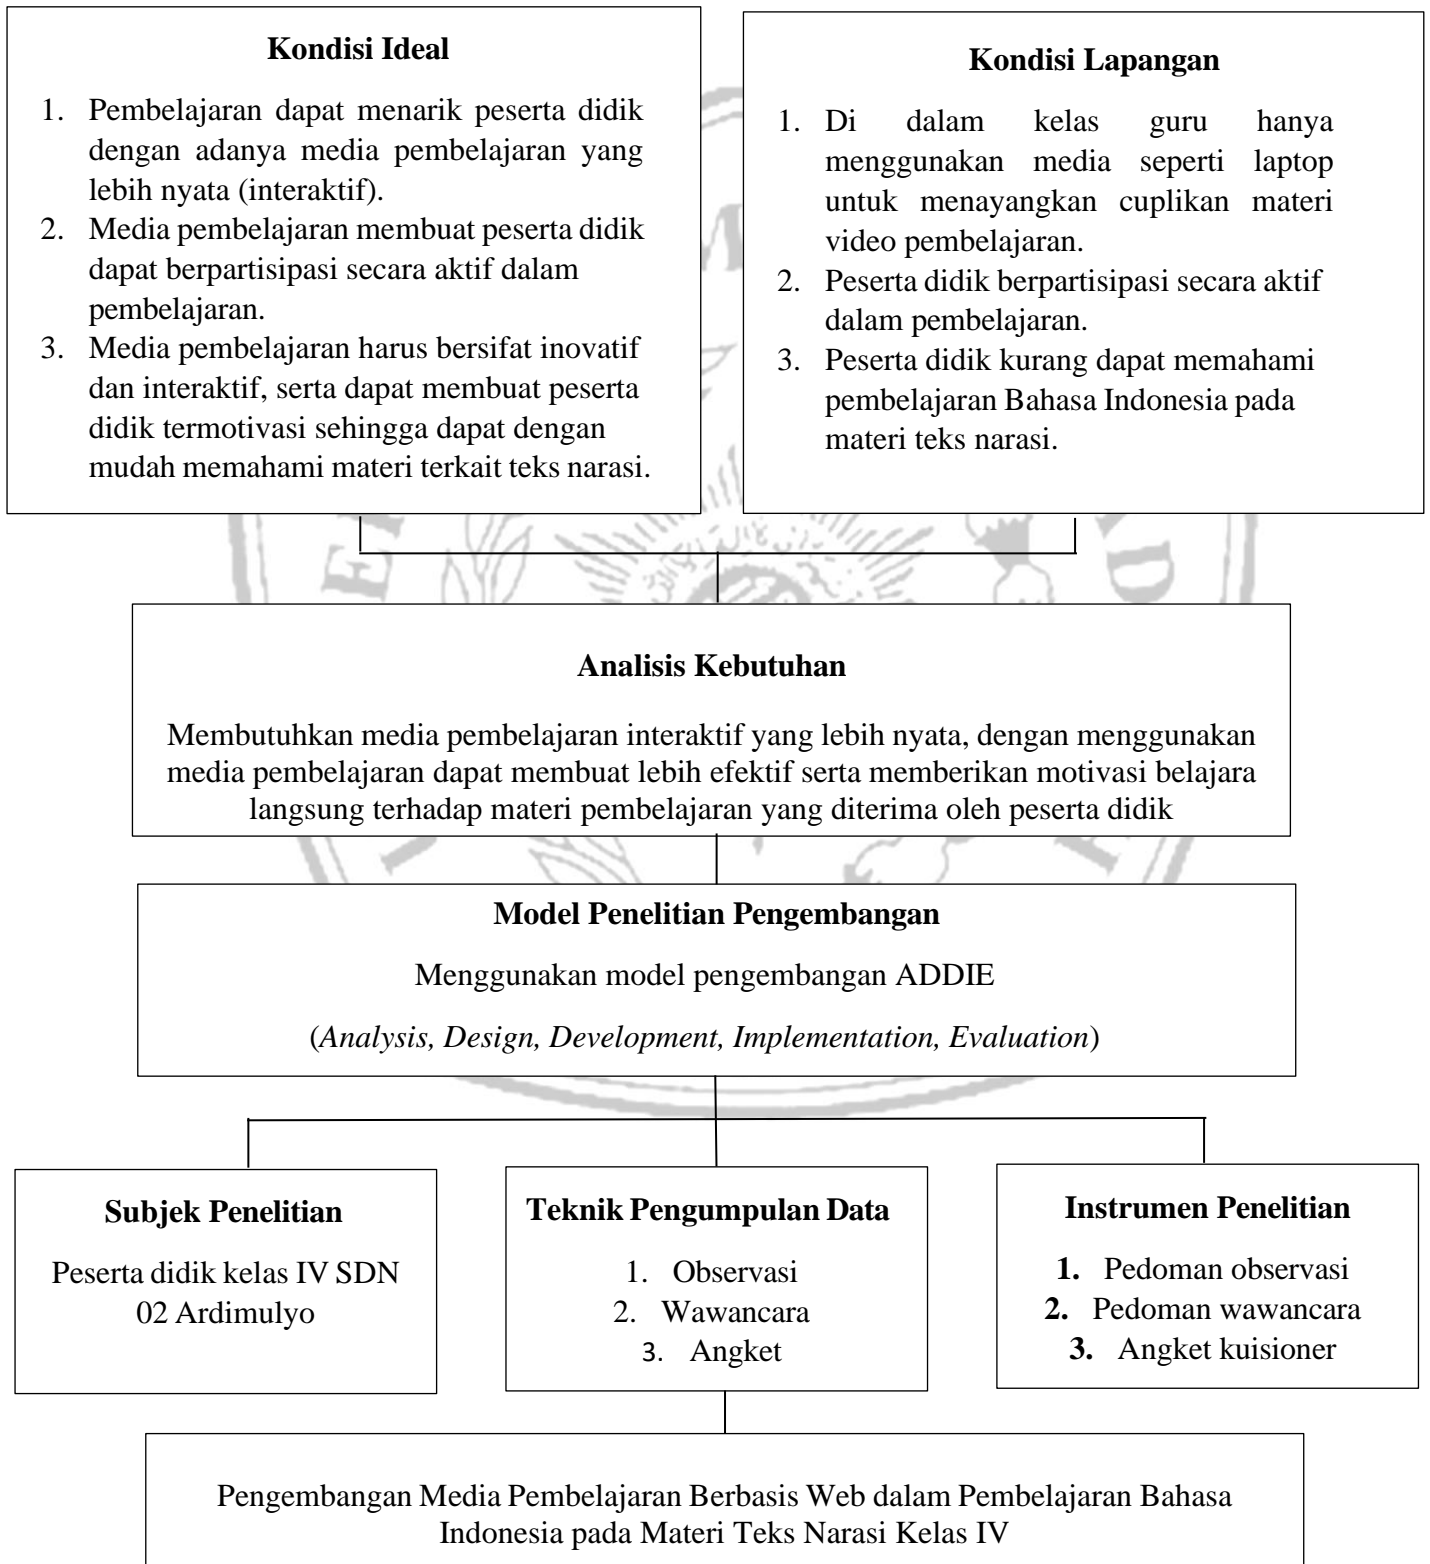 Kondisi Ideal
1. Pembelajaran dapat menarik peserta didik
dengan adanya media pembelajaran yang
lebih nyata (interaktif).
2. Media pembelajaran membuat peserta didik
dapat berpartisipasi secara aktif dalam
pembelajaran.
3. Media pembelajaran harus bersifat inovatif
dan interaktif, serta dapat membuat peserta
didik termotivasi sehingga dapat dengan
mudah memahami materi terkait teks narasi.
Kondisi Lapangan
1. Di dalam kelas guru hanya
menggunakan media seperti laptop
untuk menayangkan cuplikan materi
video pembelajaran.
2. Peserta didik berpartisipasi secara aktif
dalam pembelajaran.
3. Peserta didik kurang dapat memahami
pembelajaran Bahasa Indonesia pada
materi teks narasi.
Analisis Kebutuhan
Membutuhkan media pembelajaran interaktif yang lebih nyata, dengan menggunakan
media pembelajaran dapat membuat lebih efektif serta memberikan motivasi belajara
langsung terhadap materi pembelajaran yang diterima oleh peserta didik
Model Penelitian Pengembangan
Menggunakan model pengembangan ADDIE
(Analysis, Design, Development, Implementation, Evaluation)
Subjek Penelitian
Peserta didik kelas IV SDN
02 Ardimulyo
Teknik Pengumpulan Data
1. Observasi
2. Wawancara
3. Angket
Instrumen Penelitian
1. Pedoman observasi
2. Pedoman wawancara
3. Angket kuisioner
Pengembangan Media Pembelajaran Berbasis Web dalam Pembelajaran Bahasa
Indonesia pada Materi Teks Narasi Kelas IV